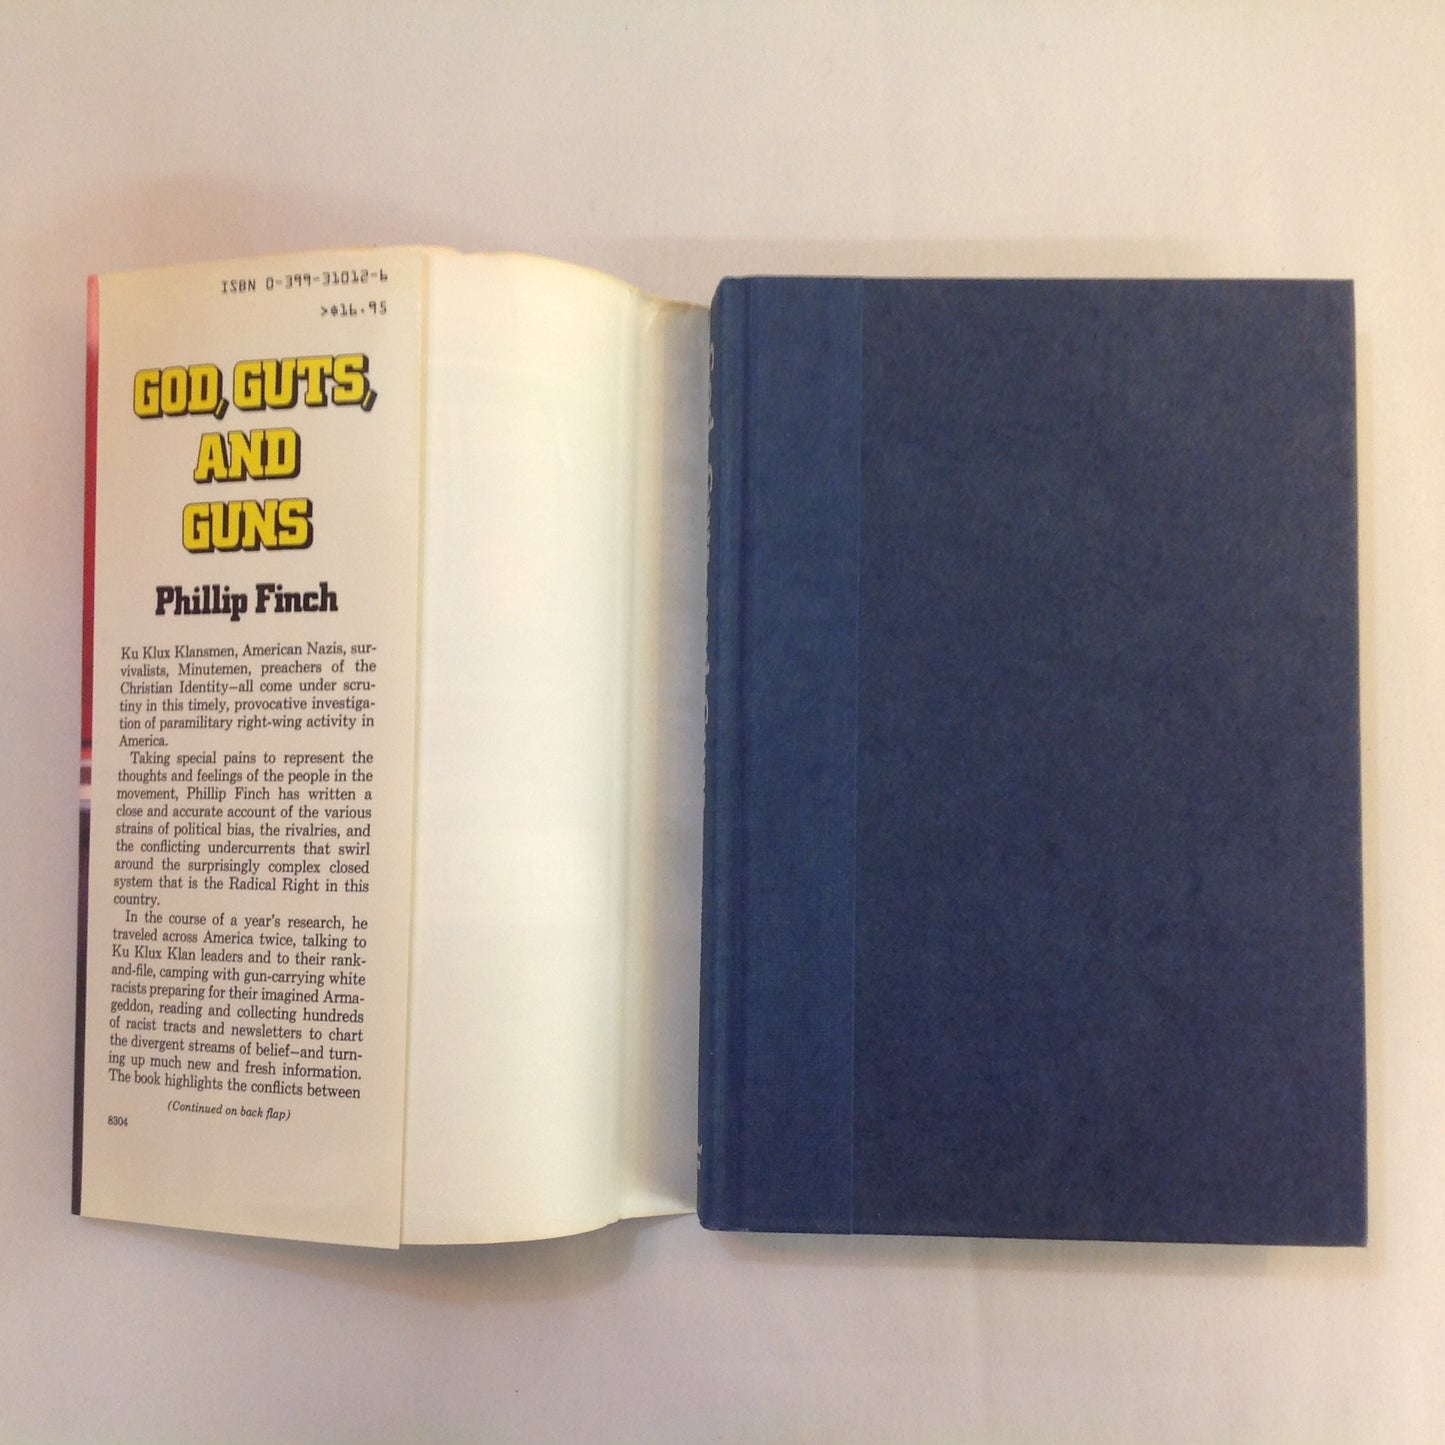 ISBN 0-399-31012-6
>$16.95
GOD, GUTS,
AND
GUNS
Phillip Finch
Ku Klux Klansmen, American Nazis, sur-
vivalists, Minutemen, preachers of the
Christian Identity—all come under scru-
tiny in this timely, provocative investiga-
tion of paramilitary right-wing activity in
America.
Taking special pains to represent the
thoughts and feelings of the people in the
movement, Phillip Finch has written a
close and accurate account of the various
strains of political bias, the rivalries, and
the conflicting undercurrents that swirl
around the surprisingly complex closed
system that is the Radical Right in this
country.
In the course of a year's research, he
traveled across America twice, talking to
Ku Klux Klan leaders and to their rank-
and-file, camping with gun-carrying white
racists preparing for their imagined Arma-
geddon, reading and collecting hundreds
of racist tracts and newsletters to chart
the divergent streams of belief—and turn-
ing up much new and fresh information.
The book highlights the conflicts between
(Continued on back flap)
8304